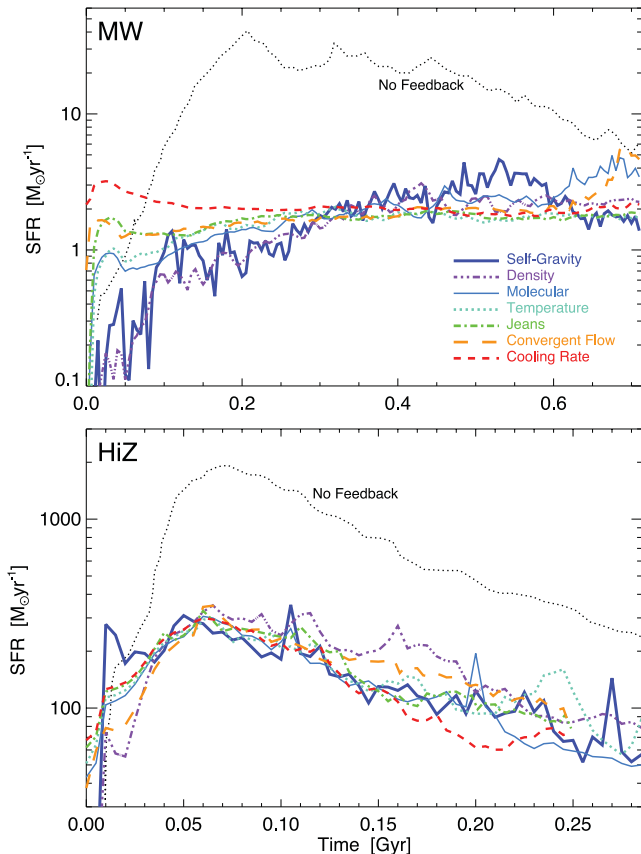 MW
No Feedback
SFR [M⊙yr⁻¹]
10
1
0.1
Self-Gravity
Density
Molecular
Temperature
Jeans
Convergent Flow
Cooling Rate
0.0 0.2 0.4 0.6
HiZ
No Feedback
SFR [M⊙yr⁻¹]
1000
100
0.00 0.05 0.10 0.15 0.20 0.25
Time [Gyr]